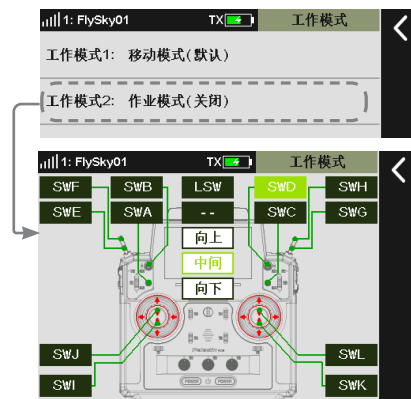 1: FlySky01 TX 工作模式
工作模式1: 移动模式(默认)
工作模式2: 作业模式(关闭)
1: FlySky01 TX 工作模式
SWF SWB LSW SWD SWH
SWE SWA -- SWC SWG
向上
中间
向下
SWJ SWL
SWI SWK
POWER POWER